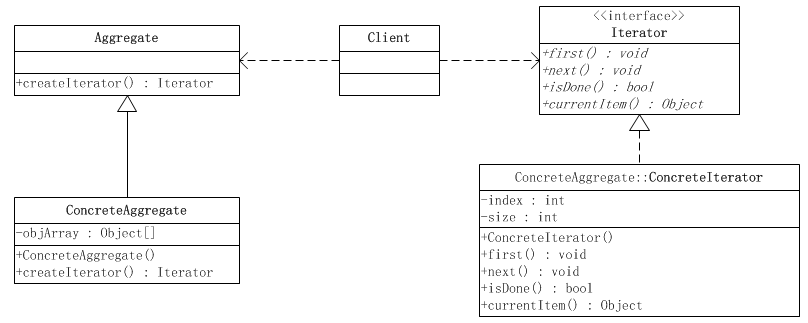 Aggregate
+createIterator() : Iterator
Client
<<interface>>
Iterator
+first() : void
+next() : void
+isDone() : bool
+currentItem() : Object
ConcreteAggregate
-objArray : Object[]
+ConcreteAggregate()
+createIterator() : Iterator
ConcreteAggregate::ConcreteIterator
-index : int
-size : int
+ConcreteIterator()
+first() : void
+next() : void
+isDone() : bool
+currentItem() : Object